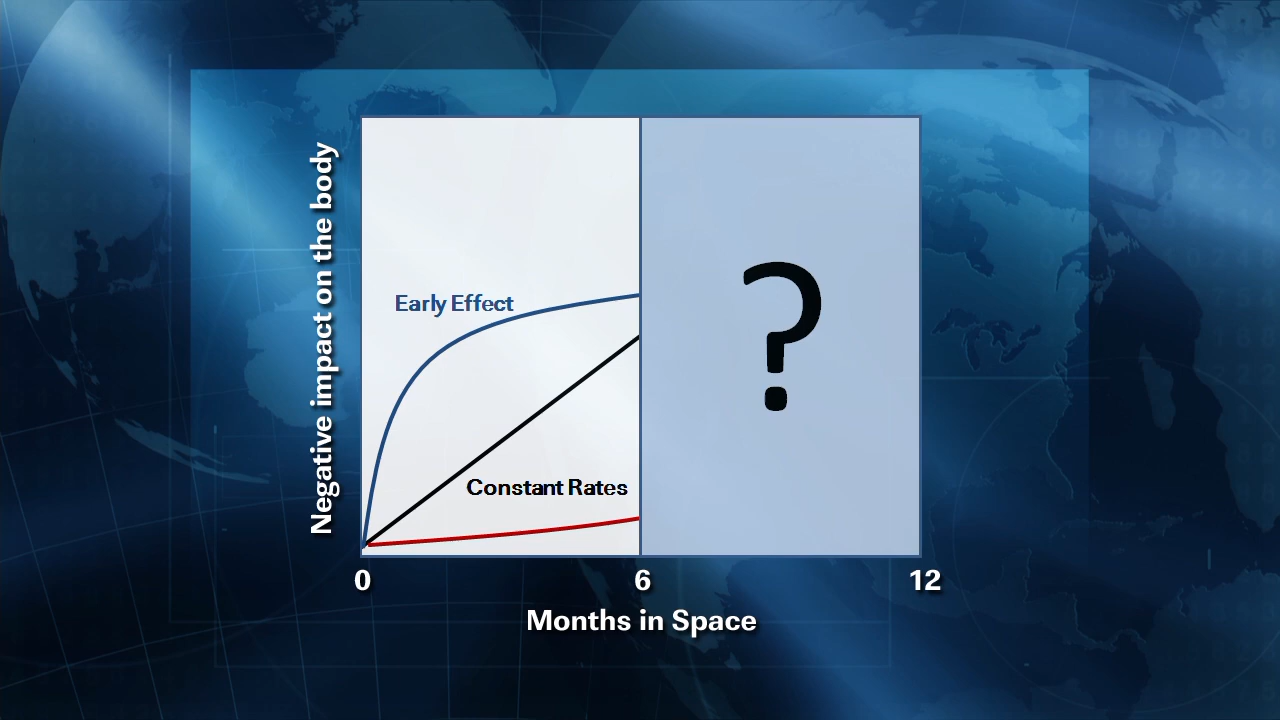 Negative impact on the body
Early Effect
Constant Rates
?
0 6 12
Months in Space